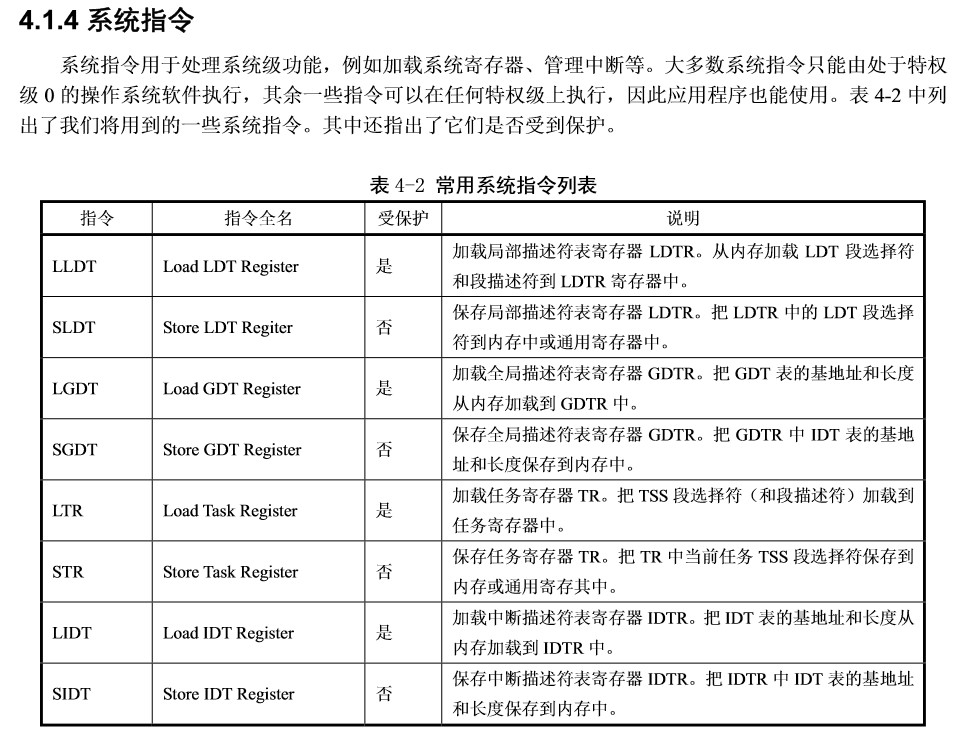 4.1.4 系统指令
系统指令用于处理系统级功能，例如加载系统寄存器、管理中断等。大多数系统指令只能由处于特权
级 0 的操作系统软件执行，其余一些指令可以在任何特权级上执行，因此应用程序也能使用。表 4-2 中列
出了我们将用到的一些系统指令。其中还指出了它们是否受到保护。
表 4-2 常用系统指令列表
指令 指令全名 受保护 说明
LLDT Load LDT Register 是 加载局部描述符表寄存器 LDTR。从内存加载 LDT 段选择符
和段描述符到 LDTR 寄存器中。
SLDT Store LDT Regiter 否 保存局部描述符表寄存器 LDTR。把 LDTR 中的 LDT 段选择
符到内存中或通用寄存器中。
LGDT Load GDT Register 是 加载全局描述符表寄存器 GDTR。把 GDT 表的基地址和长度
从内存加载到 GDTR 中。
SGDT Store GDT Register 否 保存全局描述符表寄存器 GDTR。把 GDTR 中 IDT 表的基地
址和长度保存到内存中。
LTR Load Task Register 是 加载任务寄存器 TR。把 TSS 段选择符（和段描述符）加载到
任务寄存器中。
STR Store Task Register 否 保存任务寄存器 TR。把 TR 中当前任务 TSS 段选择符保存到
内存或通用寄存其中。
LIDT Load IDT Register 是 加载中断描述符表寄存器 IDTR。把 IDT 表的基地址和长度从
内存加载到 IDTR 中。
SIDT Store IDT Register 否 保存中断描述符表寄存器 IDTR。把 IDTR 中 IDT 表的基地址
和长度保存到内存中。